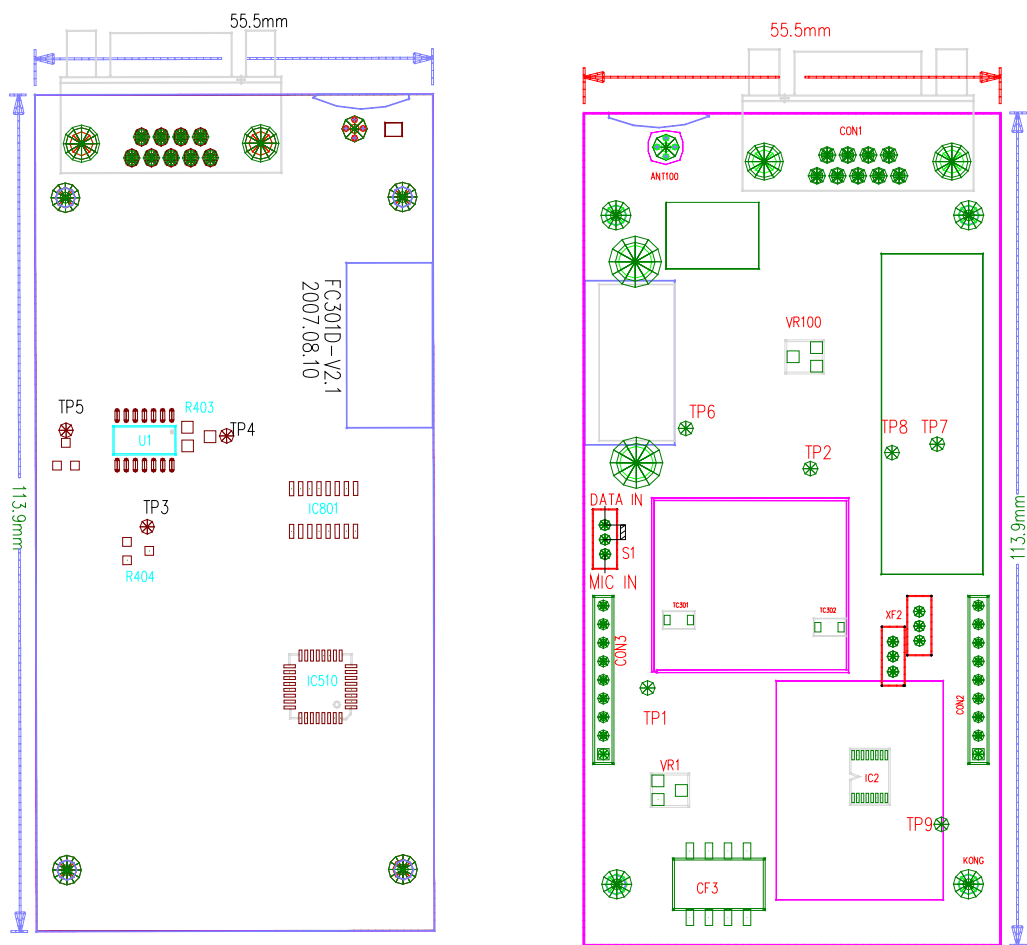 55.5mm
113.9mm
FC301D-V2.1
2007.08.10
TP5
R403
U1
TP4
TP3
R404
IC801
IC510
55.5mm
113.9mm
CON1
ANT100
VR100
TP6
TP2
TP8
TP7
DATA IN
S1
MIC IN
TC301
TC302
XF2
CON3
CON2
TP1
VR1
IC2
TP9
KONG
CF3